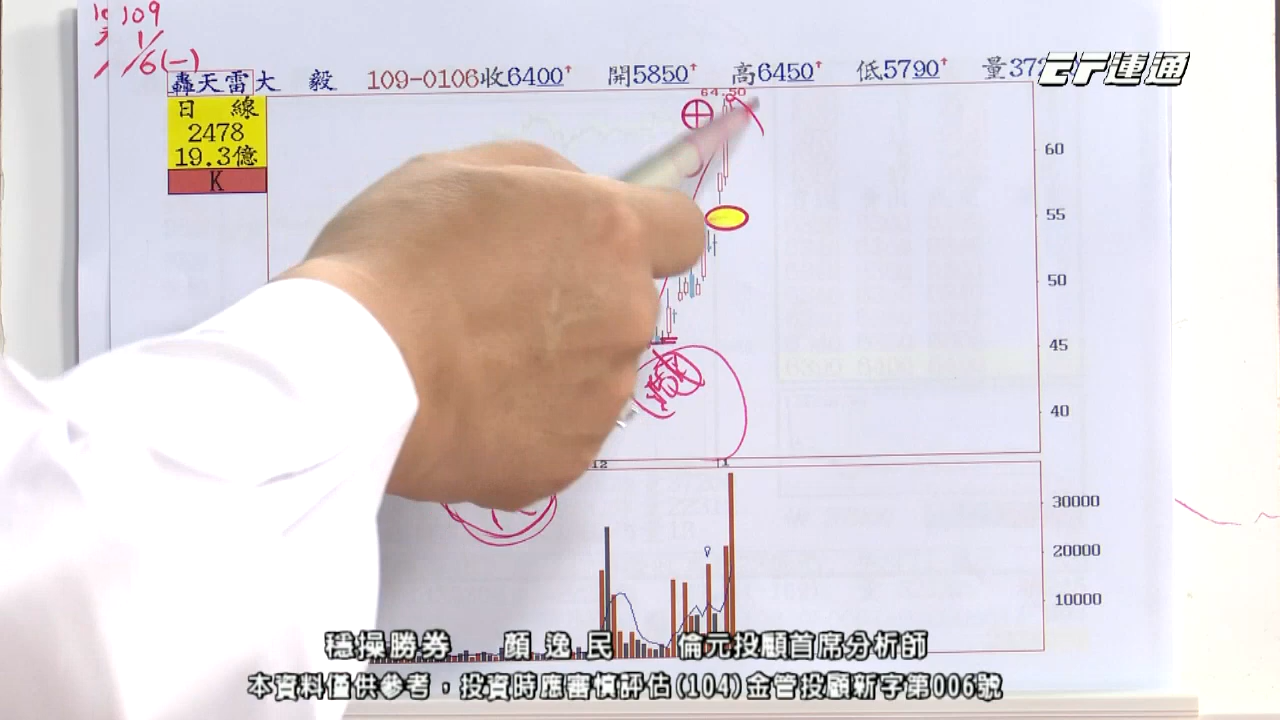 109
1/6(一)
轟天雷大 毅 109-0106收6400↑ 開5850↑ 高6450↑ 低5790↑ 量372
ET運通
日 線
2478
19.3億
K
64.50
60
55
50
45
40
12 1
30000
20000
10000
穩操勝券 顏逸民 倫元投顧首席分析師
本資料僅供參考，投資時應審慎評估(104)金管投顧新字第006號